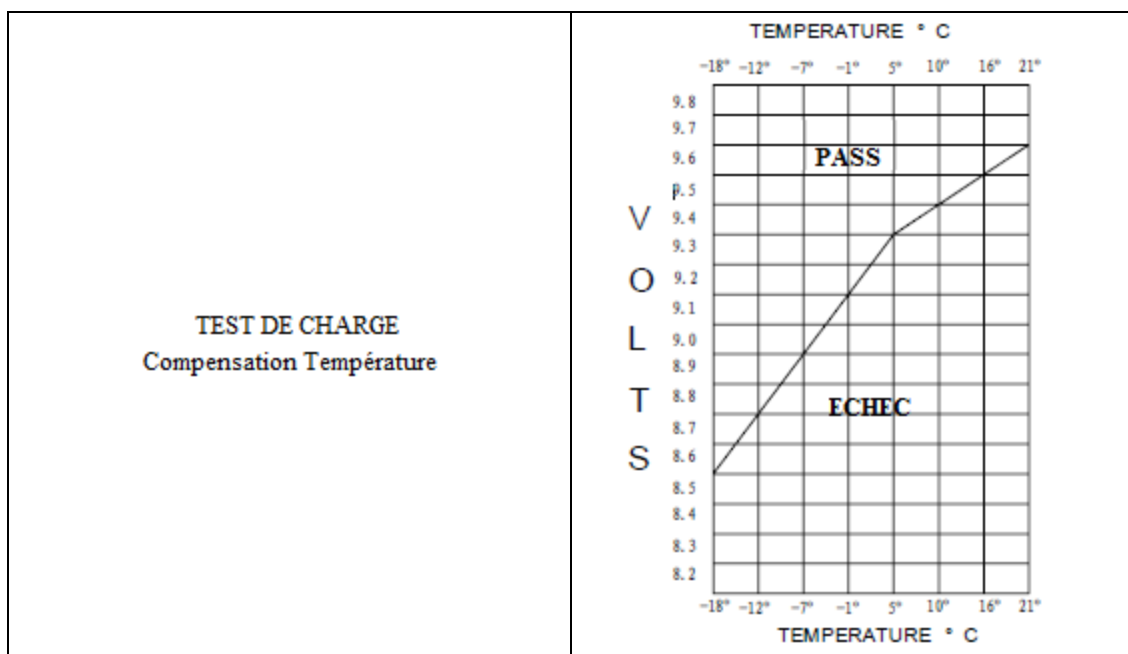 TEST DE CHARGE
Compensation Température
TEMPERATURE ° C
-18° -12° -7° -1° 5° 10° 16° 21°
9.8
9.7
9.6
9.5
9.4
9.3
9.2
9.1
9.0
8.9
8.8
8.7
8.6
8.5
8.4
8.3
8.2
V
O
L
T
S
PASS
ECHEC
-18° -12° -7° -1° 5° 10° 16° 21°
TEMPERATURE ° C